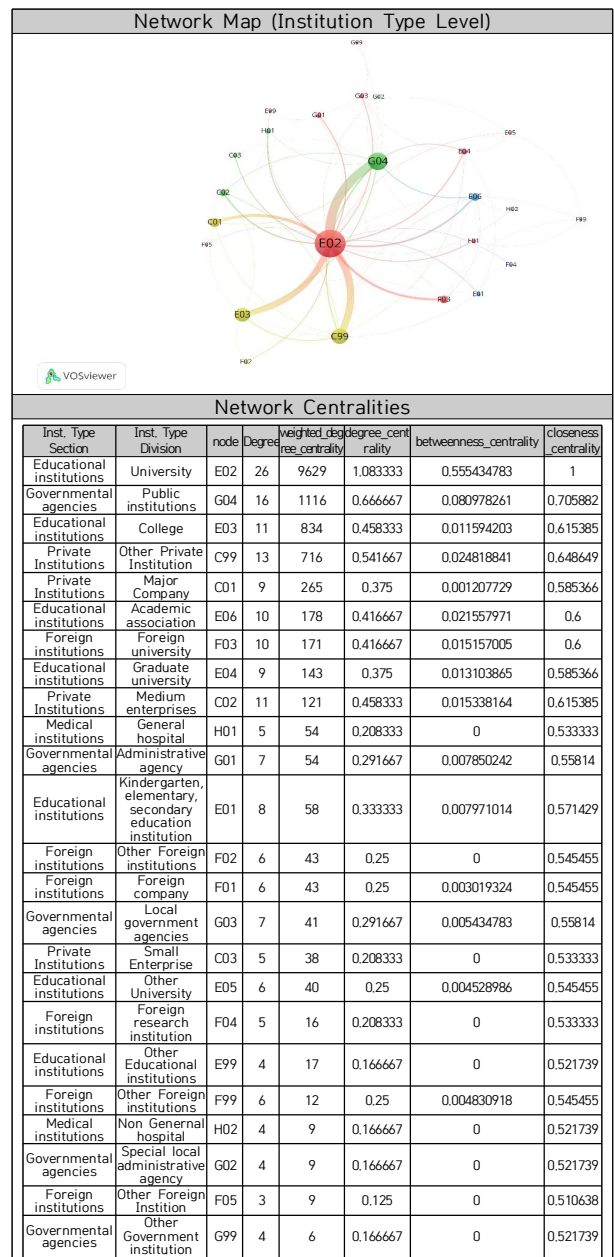 Network Map (Institution Type Level)
G99
G03 G02
E99 G01
H01 E05
C03 G04 E04
C02 E06
C01 H02 F99
F05 E02 F01
F04
F03 E01
E03
C99
F02
VOSviewer
Network Centralities
Inst. Type Section Inst. Type Division node Degree weighted_degree_centrality degree_centrality betweenness_centrality closeness_centrality
Educational institutions University E02 26 9629 1.083333 0.555434783 1
Governmental agencies Public institutions G04 16 1116 0.666667 0.080978261 0.705882
Educational institutions College E03 11 834 0.458333 0.011594203 0.615385
Private Institutions Other Private Institution C99 13 716 0.541667 0.024818841 0.648649
Private Institutions Major Company C01 9 265 0.375 0.001207729 0.585366
Educational institutions Academic association E06 10 178 0.416667 0.021557971 0.6
Foreign institutions Foreign university F03 10 171 0.416667 0.015157005 0.6
Educational institutions Graduate university E04 9 143 0.375 0.013103865 0.585366
Private Institutions Medium enterprises C02 11 121 0.458333 0.015338164 0.615385
Medical institutions General hospital H01 5 54 0.208333 0 0.533333
Governmental agencies Administrative agency G01 7 54 0.291667 0.007850242 0.55814
Educational institutions Kindergarten, elementary, secondary education institution E01 8 58 0.333333 0.007971014 0.571429
Foreign institutions Other Foreign institutions F02 6 43 0.25 0 0.545455
Foreign institutions Foreign company F01 6 43 0.25 0.003019324 0.545455
Governmental agencies Local government agencies G03 7 41 0.291667 0.005434783 0.55814
Private Institutions Small Enterprise C03 5 38 0.208333 0 0.533333
Educational institutions Other University E05 6 40 0.25 0.004528986 0.545455
Foreign institutions Foreign research institution F04 5 16 0.208333 0 0.533333
Educational institutions Other Educational institutions E99 4 17 0.166667 0 0.521739
Foreign institutions Other Foreign institutions F99 6 12 0.25 0.004830918 0.545455
Medical institutions Non Genernal hospital H02 4 9 0.166667 0 0.521739
Governmental agencies Special local administrative agency G02 4 9 0.166667 0 0.521739
Foreign institutions Other Foreign Instition F05 3 9 0.125 0 0.510638
Governmental agencies Other Government institution G99 4 6 0.166667 0 0.521739